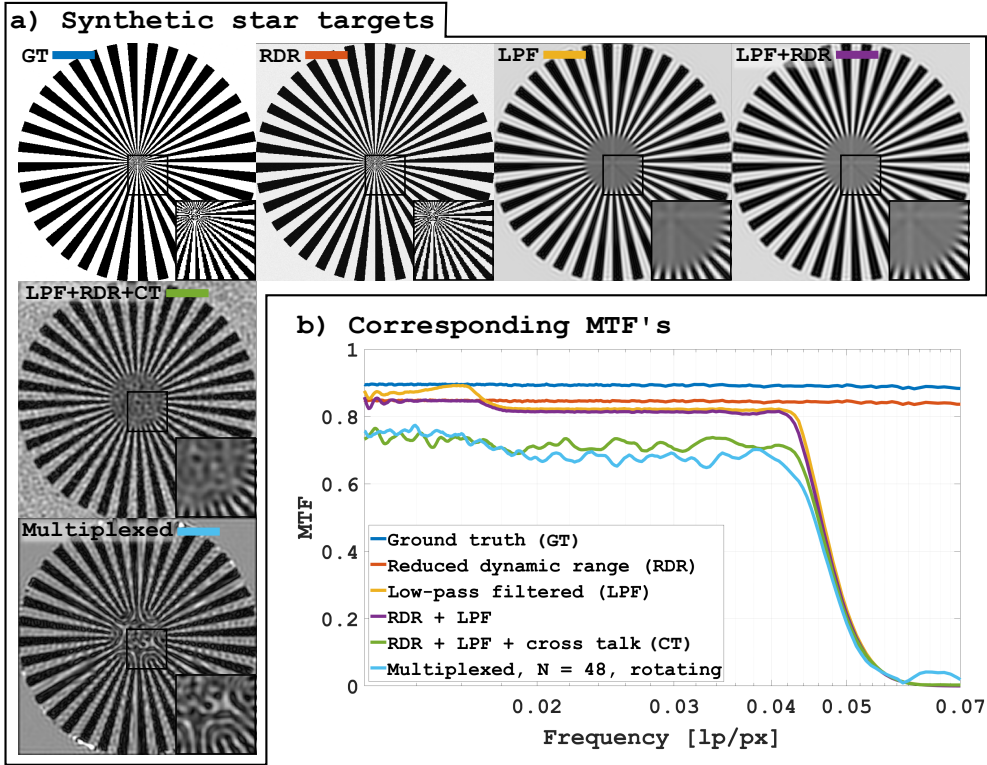 a) Synthetic star targets
GT
RDR
LPF
LPF+RDR
LPF+RDR+CT
Multiplexed
b) Corresponding MTF's
1
0.8
0.6
0.4
0.2
0
MTF
Ground truth (GT)
Reduced dynamic range (RDR)
Low-pass filtered (LPF)
RDR + LPF
RDR + LPF + cross talk (CT)
Multiplexed, N = 48, rotating
0.02
0.03
0.04
0.05
0.07
Frequency [lp/px]